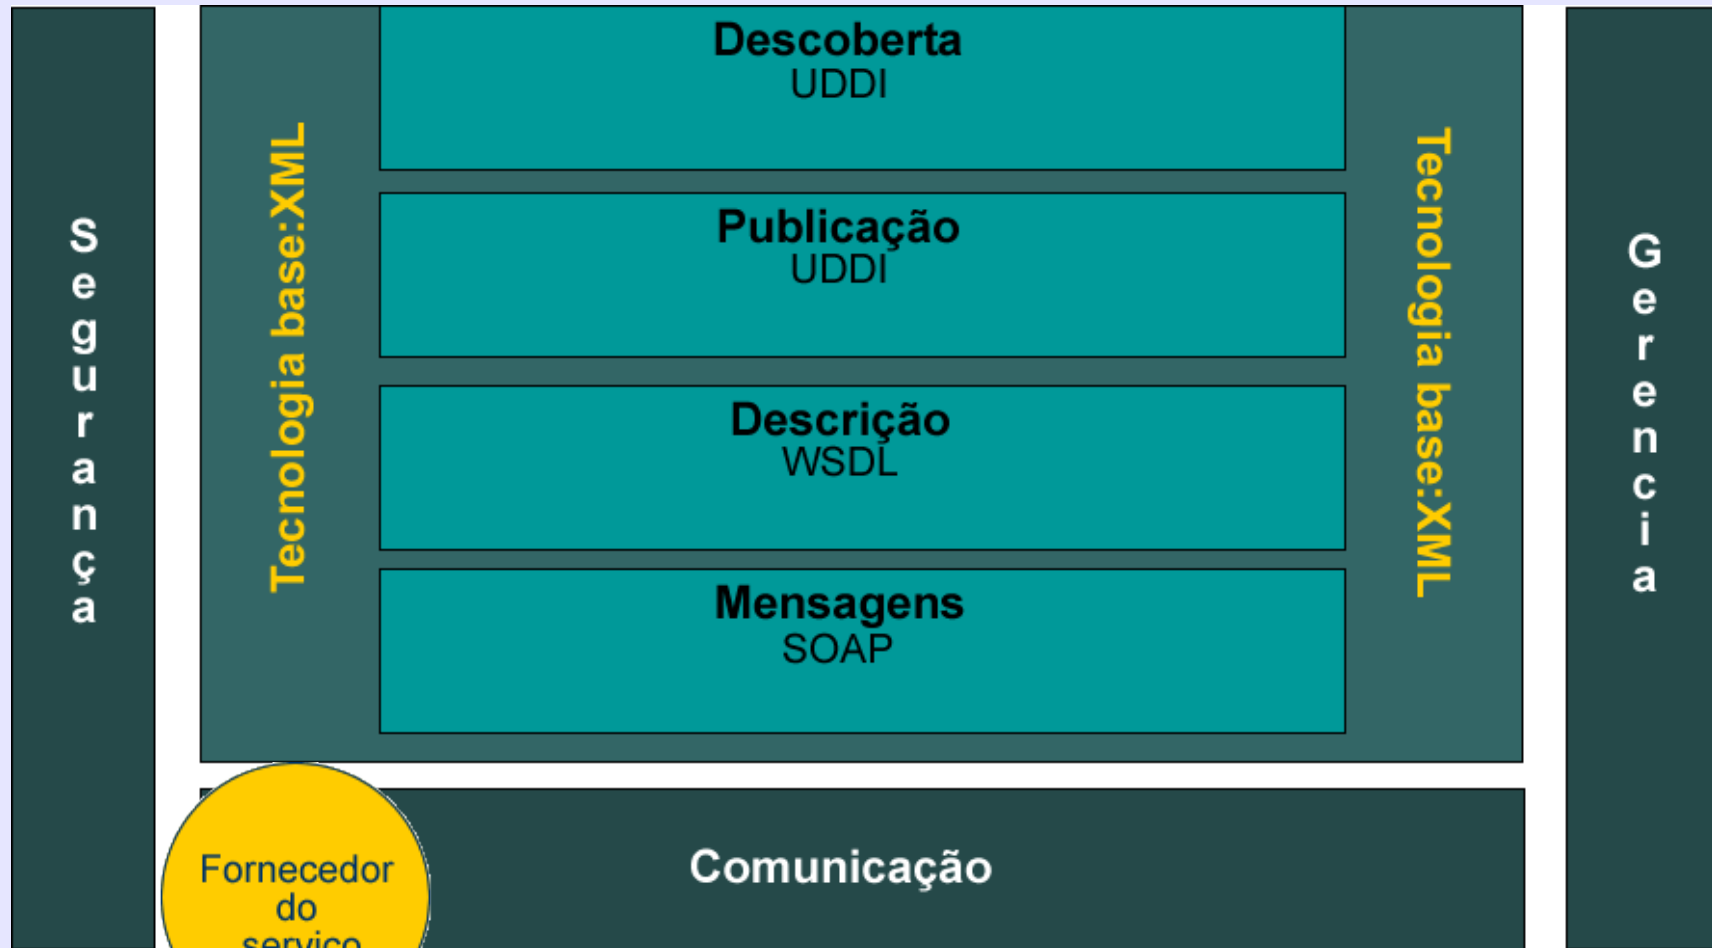 Segurança
Tecnologia base:XML
Descoberta
UDDI
Publicação
UDDI
Descrição
WSDL
Mensagens
SOAP
Tecnologia base:XML
Gerencia
Fornecedor
do
serviço
Comunicação